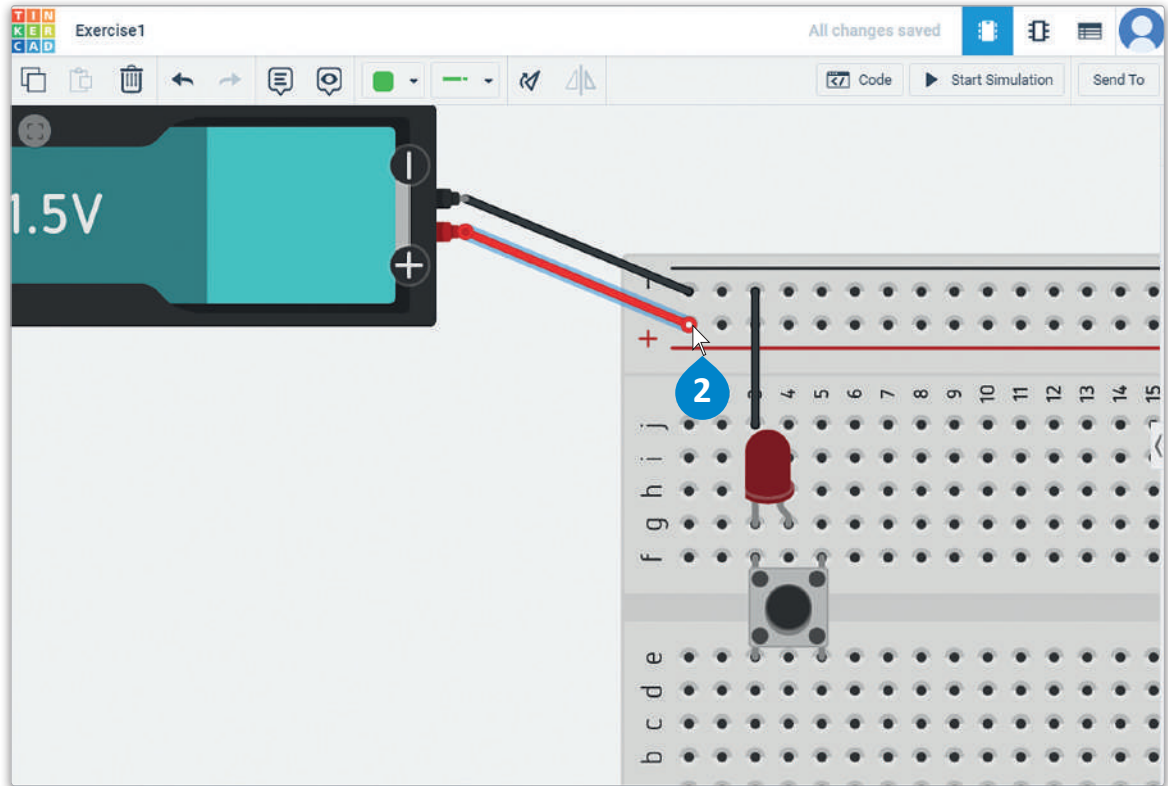 TIN
KER
CAD
Exercise1
All changes saved
Code
Start Simulation
Send To
1.5V
-
+
2
3 4 5 6 7 8 9 10 11 12 13 14 15
j
i
h
g
f
e
d
c
b